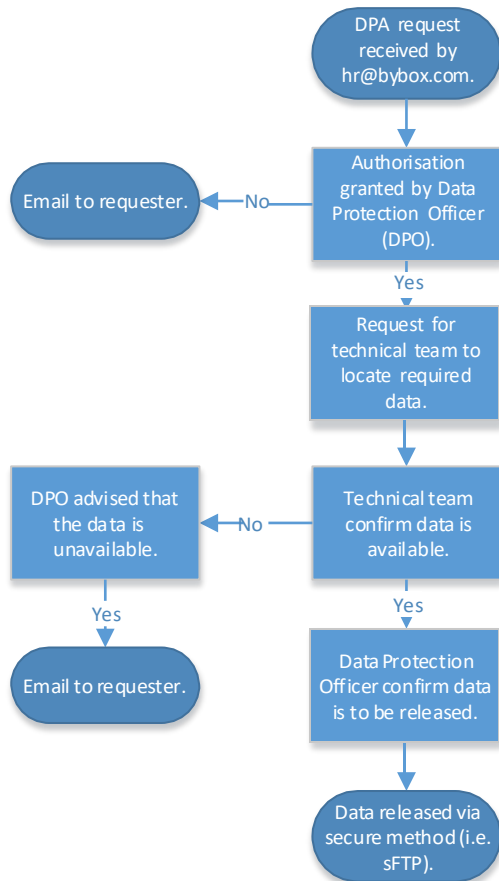 DPA request
received by
hr@bybox.com.
Authorisation
granted by Data
Protection Officer
(DPO).
No
Email to requester.
Yes
Request for
technical team to
locate required
data.
Technical team
confirm data is
available.
No
DPO advised that
the data is
unavailable.
Yes
Email to requester.
Yes
Data Protection
Officer confirm data
is to be released.
Data released via
secure method (i.e.
sFTP).